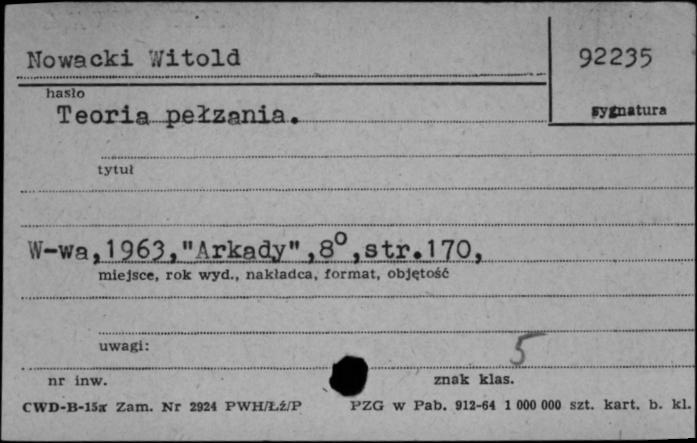 Nowacki Witold
92235
hasło
sygnatura
Teoria pełzania.
tytuł
W-wa,1963,"Arkady",8°,str.170,
miejsce, rok wyd., nakładca, format, objętość
uwagi:
5
nr inw.
znak klas.
CWD-B-15a Zam. Nr 2924 PWH/Łź/P PZG w Pab. 912-64 1 000 000 szt. kart. b. kl.